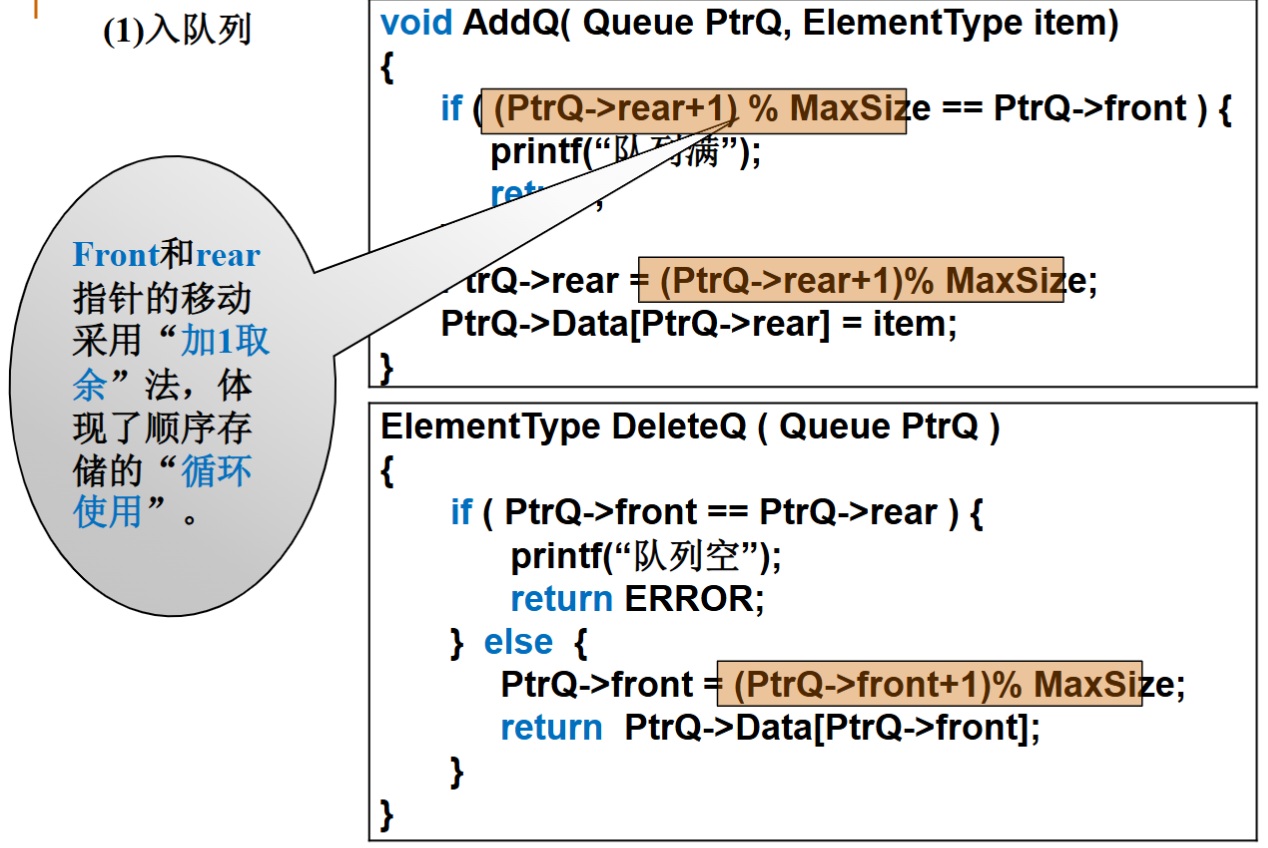 (1)入队列
void AddQ( Queue PtrQ, ElementType item)
{
if ( (PtrQ->rear+1) % MaxSize == PtrQ->front ) {
printf(“队列满”);
trQ->rear = (PtrQ->rear+1)% MaxSize;
PtrQ->Data[PtrQ->rear] = item;
}
Front和rear
指针的移动
采用“加1取
余”法，体
现了顺序存
储的“循环
使用”。
ElementType DeleteQ ( Queue PtrQ )
{
if ( PtrQ->front == PtrQ->rear ) {
printf(“队列空”);
return ERROR;
} else {
PtrQ->front = (PtrQ->front+1)% MaxSize;
return PtrQ->Data[PtrQ->front];
}
}